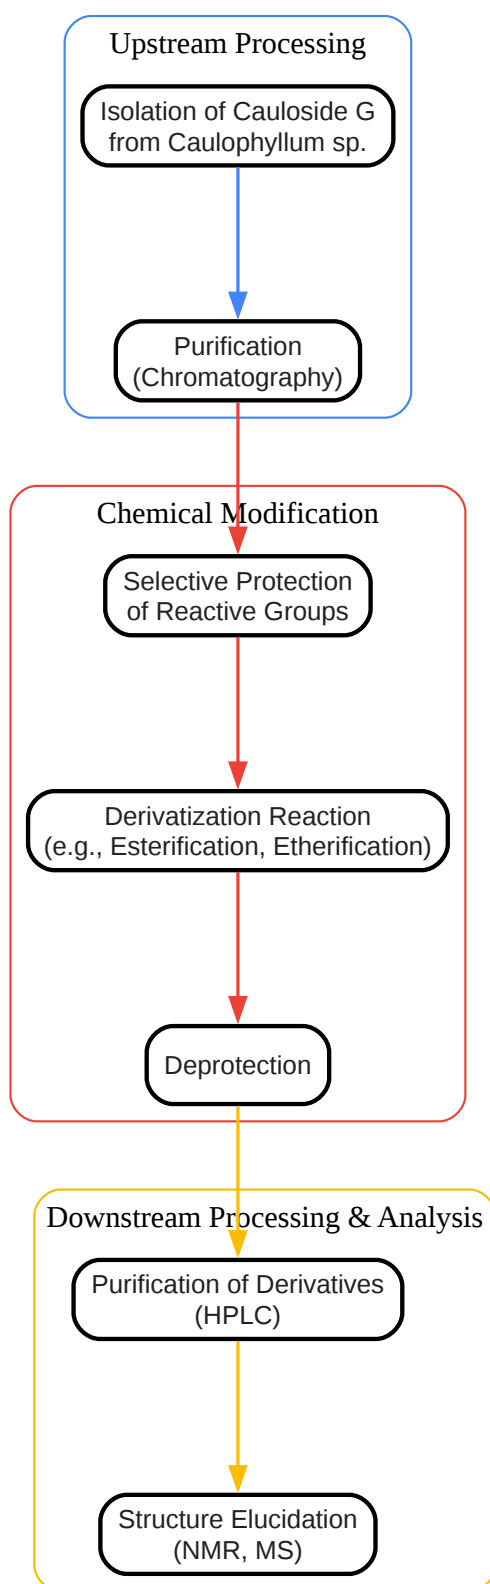 Upstream Processing
Isolation of Cauloside G
from Caulophyllum sp.
Purification
(Chromatography)
Chemical Modification
Selective Protection
of Reactive Groups
Derivatization Reaction
(e.g., Esterification, Etherification)
Deprotection
Downstream Processing & Analysis
Purification of Derivatives
(HPLC)
Structure Elucidation
(NMR, MS)